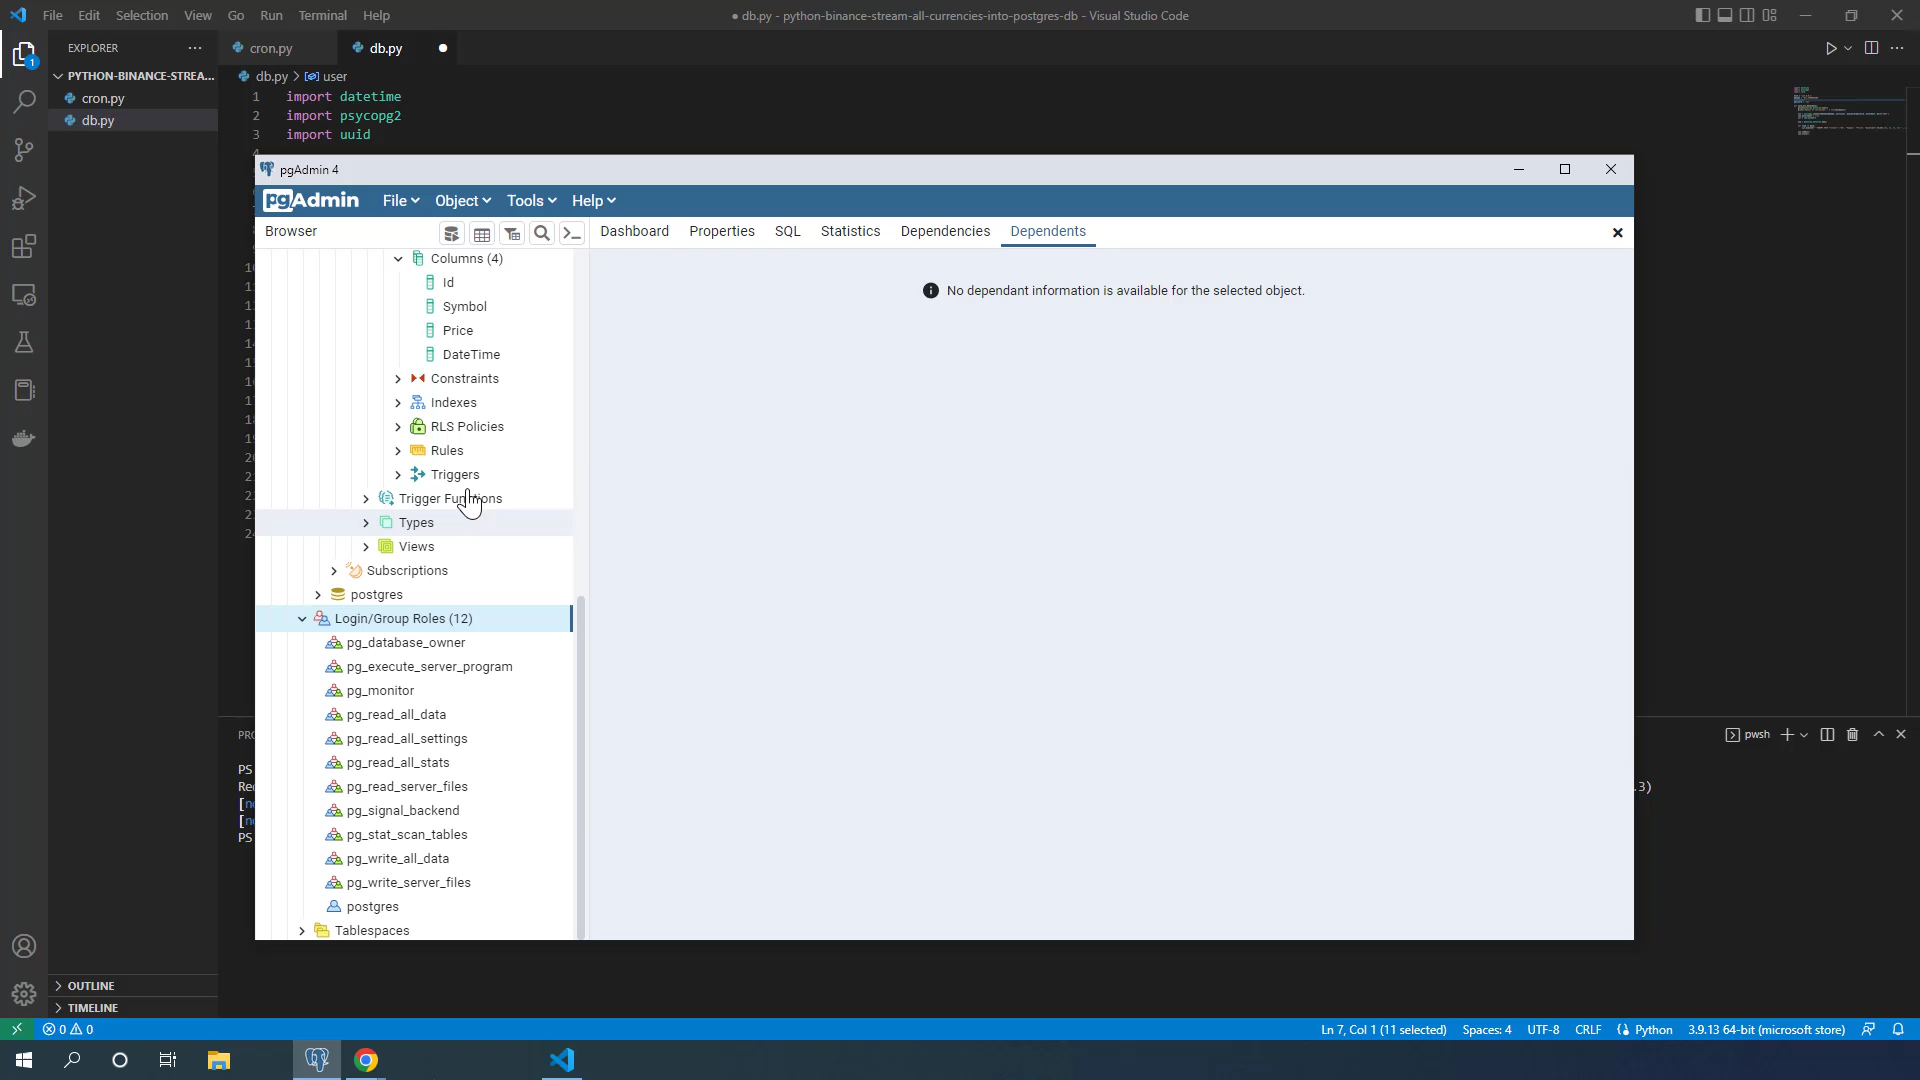 File Edit Selection View Go Run Terminal Help
● db.py - python-binance-stream-all-currencies-into-postgres-db - Visual Studio Code
EXPLORER
cron.py
db.py
PYTHON-BINANCE-STREA...
cron.py
db.py
db.py > user
1 import datetime
2 import psycopg2
3 import uuid
pgAdmin 4
pgAdmin File Object Tools Help
Browser
Dashboard Properties SQL Statistics Dependencies Dependents
No dependant information is available for the selected object.
Columns (4)
Id
Symbol
Price
DateTime
Constraints
Indexes
RLS Policies
Rules
Triggers
Trigger Functions
Types
Views
Subscriptions
postgres
Login/Group Roles (12)
pg_database_owner
pg_execute_server_program
pg_monitor
pg_read_all_data
pg_read_all_settings
pg_read_all_stats
pg_read_server_files
pg_signal_backend
pg_stat_scan_tables
pg_write_all_data
pg_write_server_files
postgres
Tablespaces
pwsh
PS
.3)
PS
OUTLINE
TIMELINE
0 0
Ln 7, Col 1 (11 selected) Spaces: 4 UTF-8 CRLF Python 3.9.13 64-bit (microsoft store)